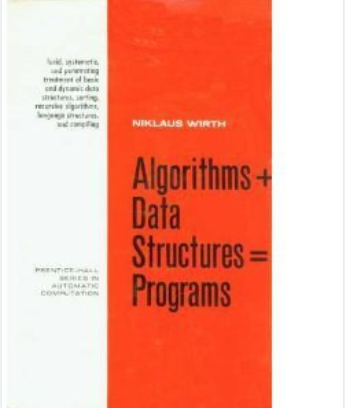 lucid, systematic,
and penetrating
treatment of basic
and dynamic data
structures, sorting,
recursive algorithms,
language structures,
and compiling
NIKLAUS WIRTH
Algorithms +
Data
Structures =
Programs
PRENTICE-HALL
SERIES IN
AUTOMATIC
COMPUTATION